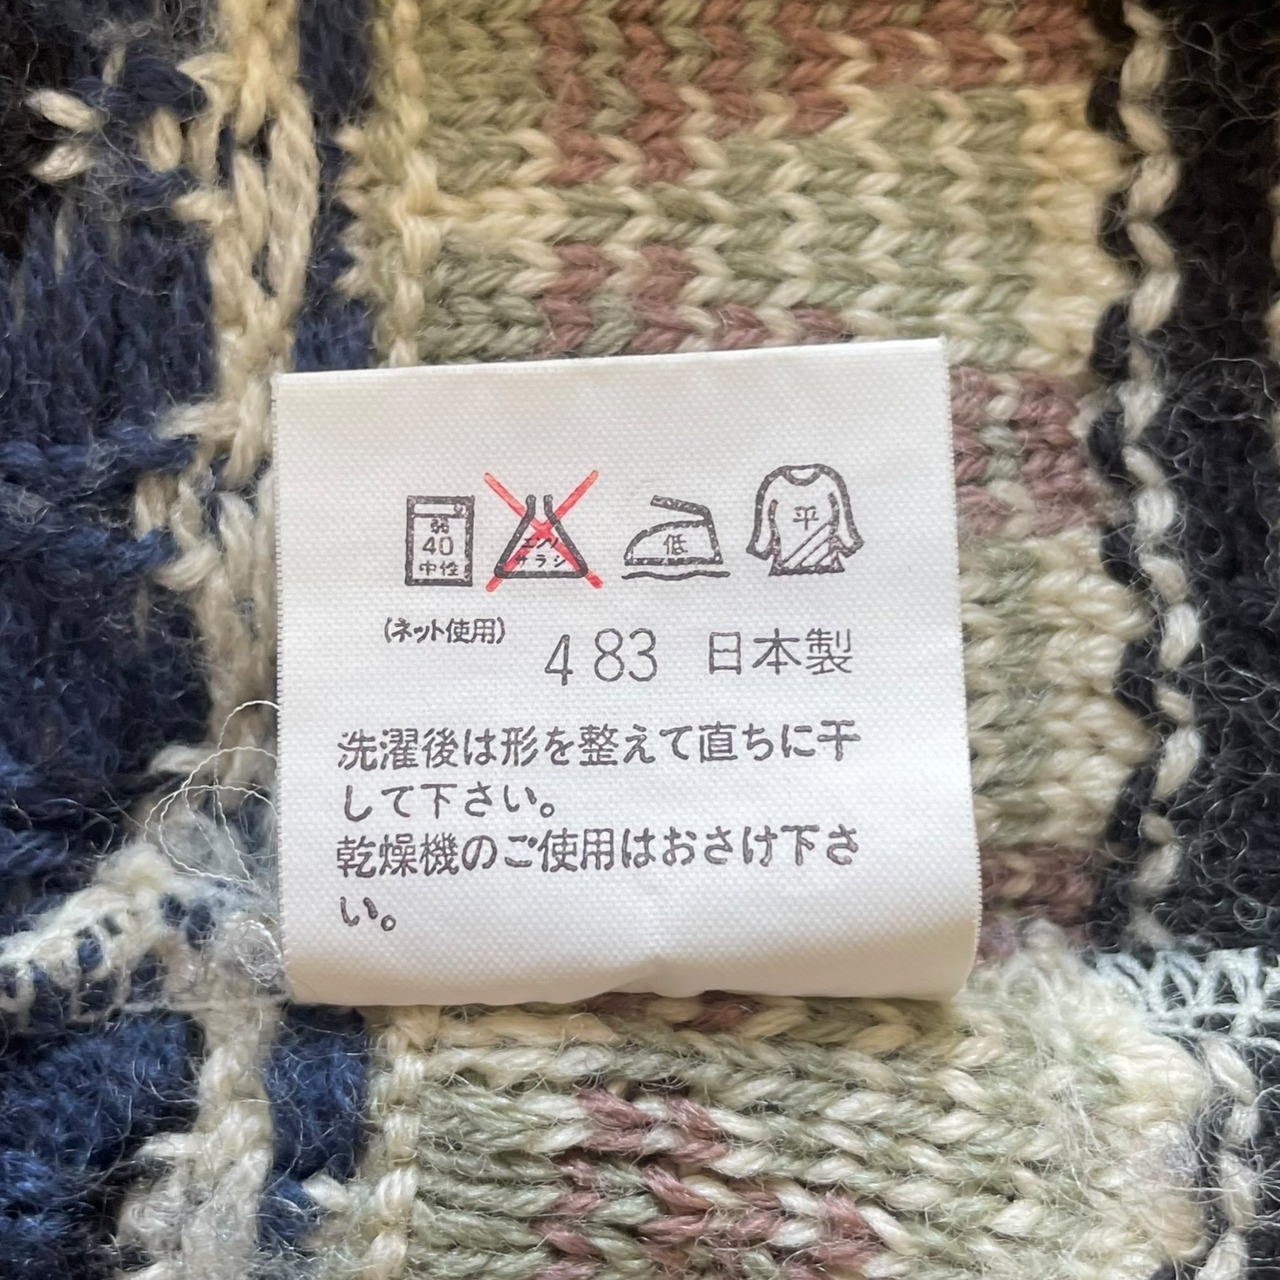 弱
40
中性
エンソ
サラシ
低
平
(ネット使用)
483 日本製
洗濯後は形を整えて直ちに干
して下さい。
乾燥機のご使用はおさけ下さ
い。